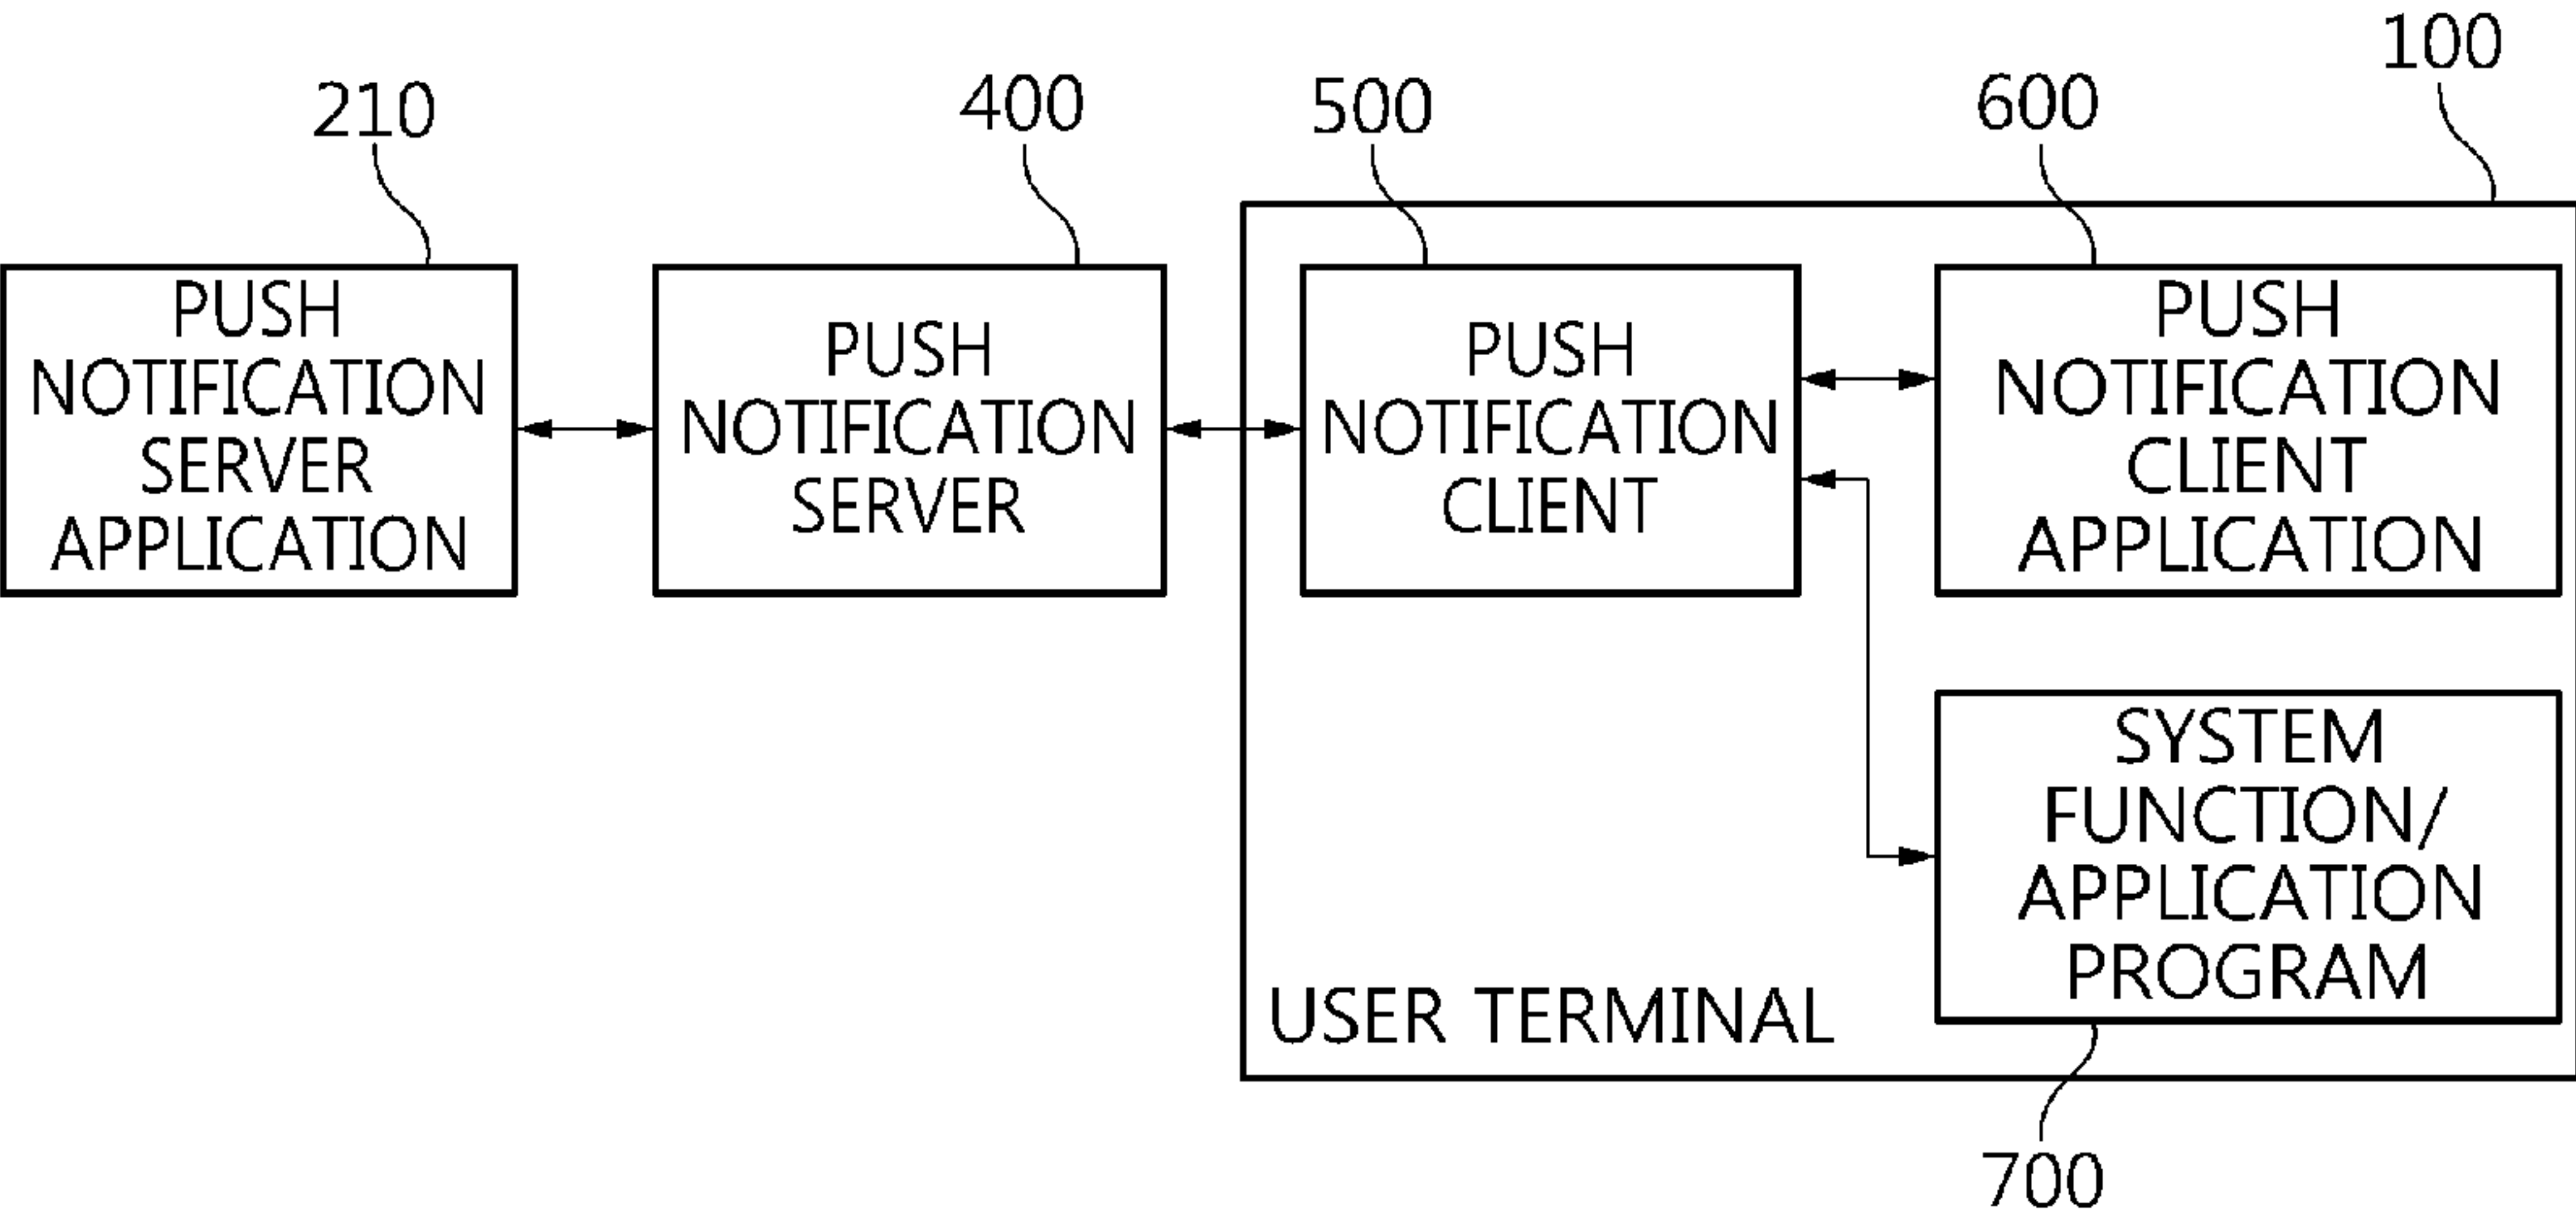 100
210
400
500
600
PUSH
NOTIFICATION
SERVER
APPLICATION
PUSH
NOTIFICATION
SERVER
PUSH
NOTIFICATION
CLIENT
PUSH
NOTIFICATION
CLIENT
APPLICATION
SYSTEM
FUNCTION/
APPLICATION
PROGRAM
USER TERMINAL
700